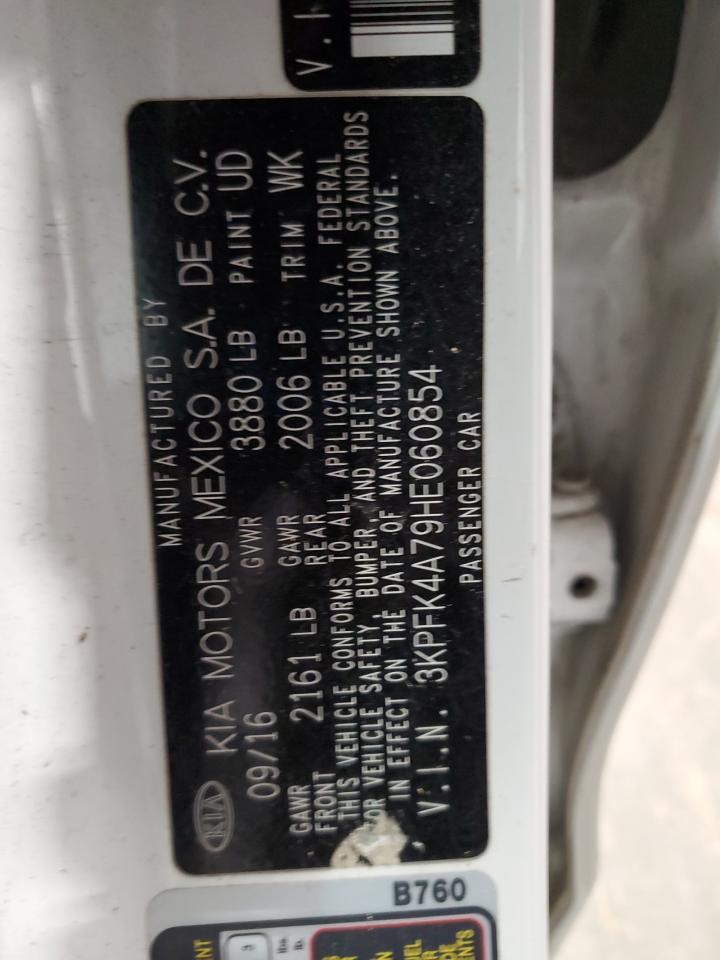 V. I
MANUFACTURED BY
KIA KIA MOTORS MEXICO S.A. DE C.V.
09/16 GVWR 3880 LB PAINT UD
GAWR FRONT 2161 LB GAWR REAR 2006 LB TRIM WK
THIS VEHICLE CONFORMS TO ALL APPLICABLE U.S.A. FEDERAL
FOR VEHICLE SAFETY, BUMPER, AND THEFT PREVENTION STANDARDS
IN EFFECT ON THE DATE OF MANUFACTURE SHOWN ABOVE.
V.I.N. 3KPFK4A79HE060854
PASSENGER CAR
B760